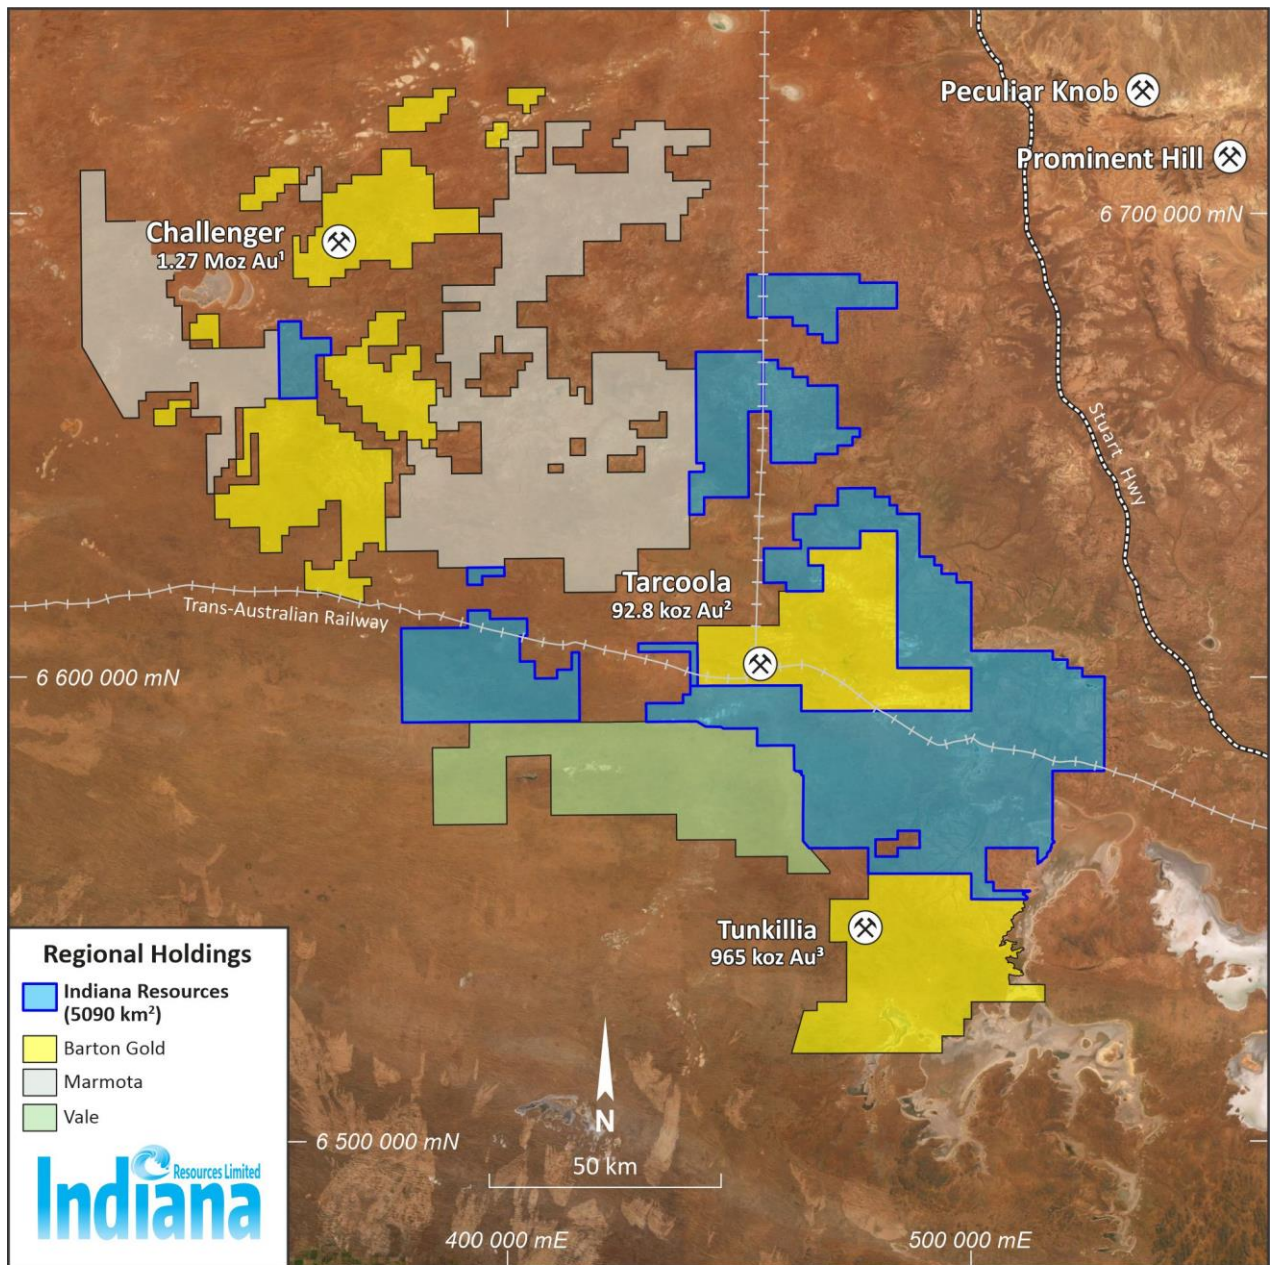 Peculiar Knob
Prominent Hill
6 700 000 mN
Challenger
1.27 Moz Au¹
Stuart Hwy
Tarcoola
92.8 koz Au²
Trans-Australian Railway
6 600 000 mN
Tunkillia
965 koz Au³
Regional Holdings
Indiana Resources
(5090 km²)
Barton Gold
Marmota
Vale
Resources Limited
Indiana
N
6 500 000 mN
50 km
400 000 mE
500 000 mE